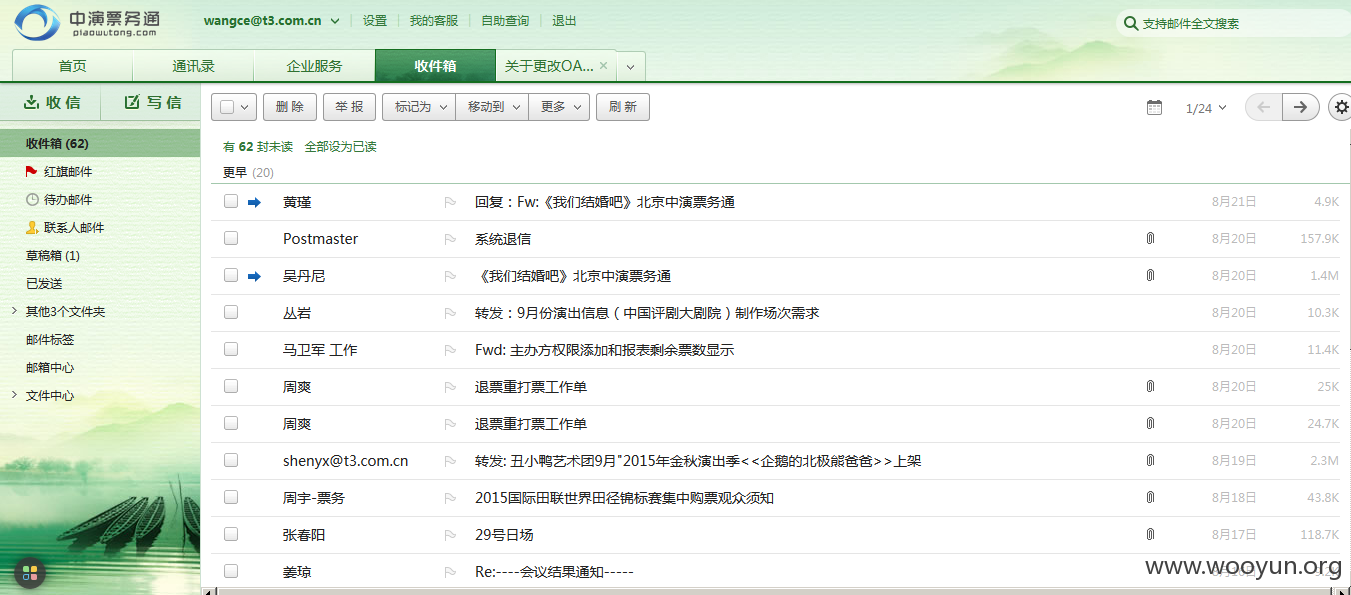 中演票务通
piaowutong.com
wangce@t3.com.cn 设置 我的客服 自助查询 退出
支持邮件全文搜索
首页 通讯录 企业服务 收件箱 关于更改OA... ×
收信 写信
删除 举报 标记为 移动到 更多 刷新 1/24
收件箱 (62)
红旗邮件
待办邮件
联系人邮件
草稿箱 (1)
已发送
其他3个文件夹
邮件标签
邮箱中心
文件中心
有 62 封未读 全部设为已读
更早 (20)
黄瑾 回复：Fw:《我们结婚吧》北京中演票务通 8月21日 4.9K
Postmaster 系统退信 8月20日 157.9K
吴丹尼 《我们结婚吧》北京中演票务通 8月20日 1.4M
丛岩 转发：9月份演出信息（中国评剧大剧院）制作场次需求 8月20日 10.3K
马卫军 工作 Fwd: 主办方权限添加和报表剩余票数显示 8月20日 11.4K
周爽 退票重打票工作单 8月20日 25K
周爽 退票重打票工作单 8月20日 24.7K
shenyx@t3.com.cn 转发: 丑小鸭艺术团9月"2015年金秋演出季<<企鹅的北极熊爸爸>>上架 8月19日 2.3M
周宇-票务 2015国际田联世界田径锦标赛集中购票观众须知 8月18日 43.8K
张春阳 29号日场 8月17日 118.7K
姜琼 Re:----会议结果通知-----
www.wooyun.org